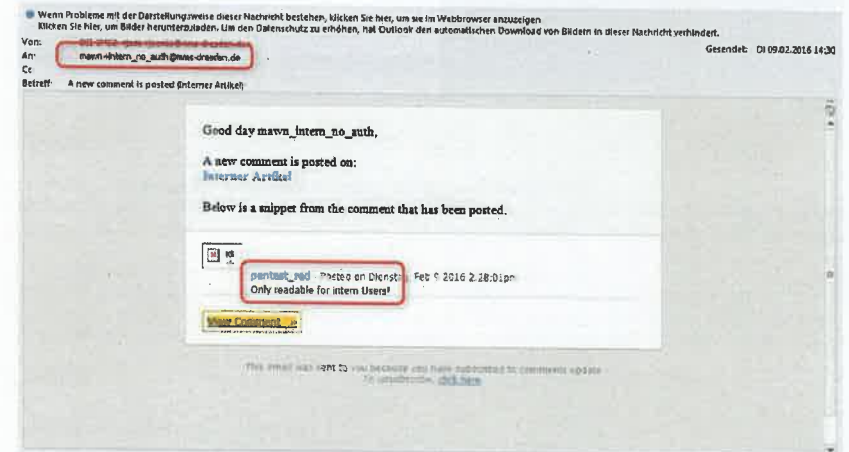 Wenn Probleme mit der Darstellungsweise dieser Nachricht bestehen, klicken Sie hier, um sie im Webbrowser anzuzeigen
Klicken Sie hier, um Bilder herunterzuladen. Um den Datenschutz zu erhöhen, hat Outlook den automatischen Download von Bildern in dieser Nachricht verhindert.
Von:
Gesendet: Di 09.02.2016 14:30
An: mawn-intern_no_auth@mms-dresden.de
Cc
Betreff: A new comment is posted (Interner Artikel)
Good day mawn_intern_no_auth,
A new comment is posted on:
Interner Artikel
Below is a snippet from the comment that has been posted.
pentest_red - Posted on Dienstag, Feb 9 2016 2:28:01pm
Only readable for intern Users!
View Comment
This email was sent to you because you have subscribed to comments update
To unsubscribe, click here